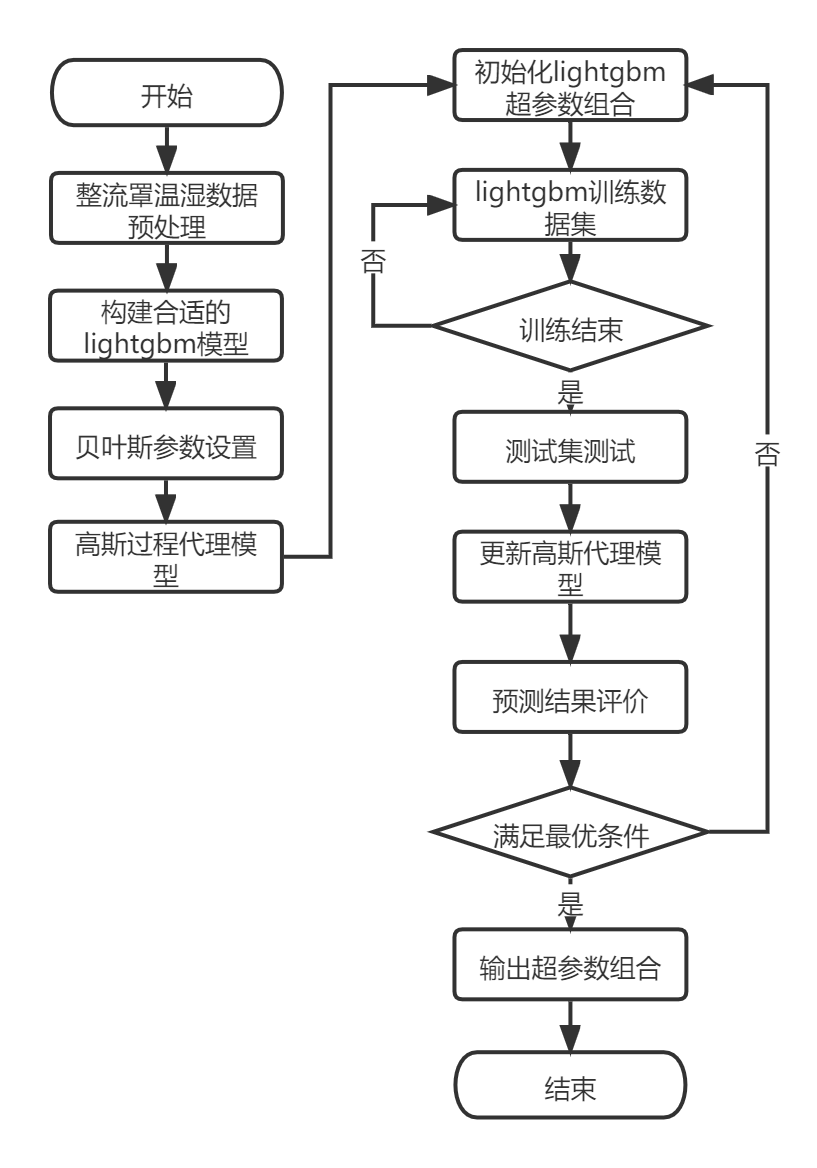 开始
整流罩温湿数据
预处理
构建合适的
lightgbm模型
贝叶斯参数设置
高斯过程代理模
型
初始化lightgbm
超参数组合
lightgbm训练数
据集
否
训练结束
是
测试集测试
否
更新高斯代理模
型
预测结果评价
满足最优条件
是
输出超参数组合
结束